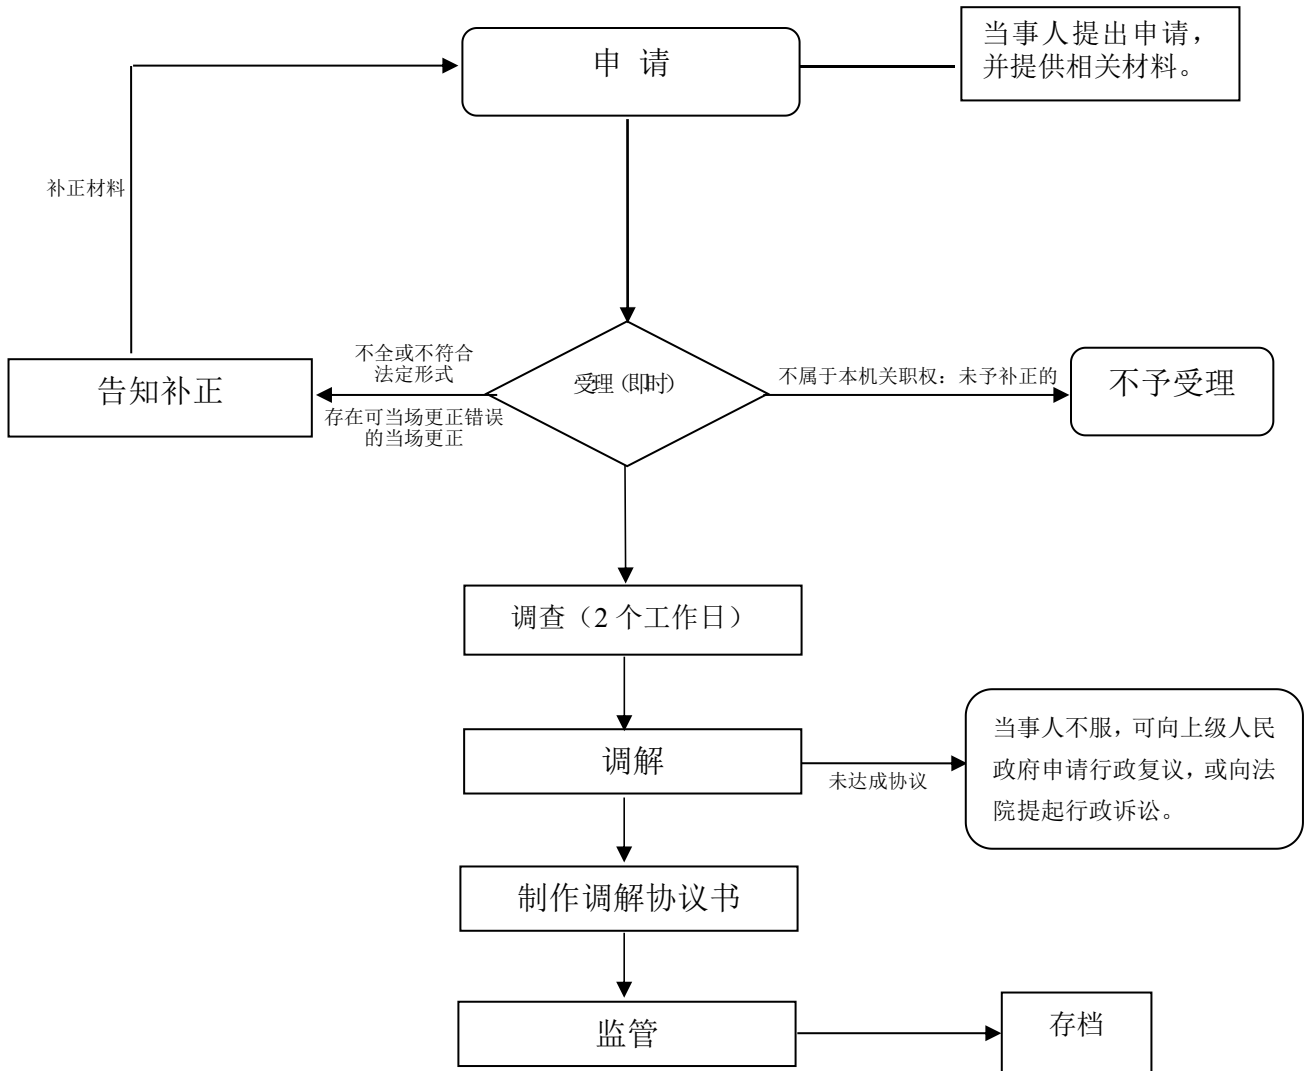 申 请
当事人提出申请，
并提供相关材料。
补正材料
告知补正
不全或不符合
法定形式
存在可当场更正错误
的当场更正
受理（即时）
不属于本机关职权：未予补正的
不予受理
调查（2 个工作日）
调解
未达成协议
当事人不服，可向上级人民
政府申请行政复议，或向法
院提起行政诉讼。
制作调解协议书
监管
存档